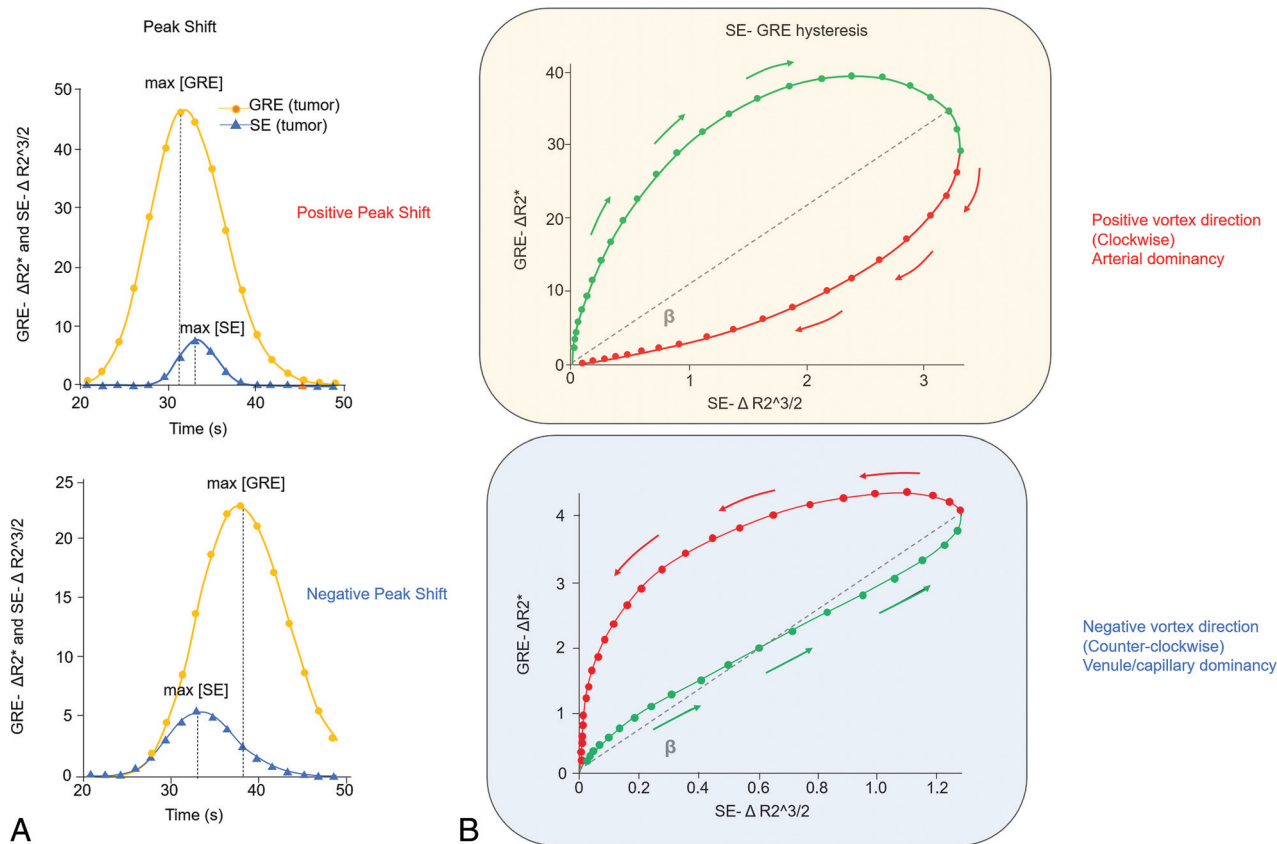 Peak Shift
max [GRE]
GRE (tumor)
SE (tumor)
max [SE]
Positive Peak Shift
GRE- ΔR2* and SE- Δ R2^3/2
50
40
30
20
10
0
20 30 40 50
Time (s)
max [GRE]
max [SE]
Negative Peak Shift
GRE- ΔR2* and SE- Δ R2^3/2
25
20
15
10
5
0
20 30 40 50
Time (s)
A
SE- GRE hysteresis
GRE- ΔR2*
40
30
20
10
0
β
0 1 2 3
SE- Δ R2^3/2
Positive vortex direction
(Clockwise)
Arterial dominancy
GRE- ΔR2*
4
3
2
1
0
β
0 0.2 0.4 0.6 0.8 1.0 1.2
SE- Δ R2^3/2
Negative vortex direction
(Counter-clockwise)
Venule/capillary dominancy
B